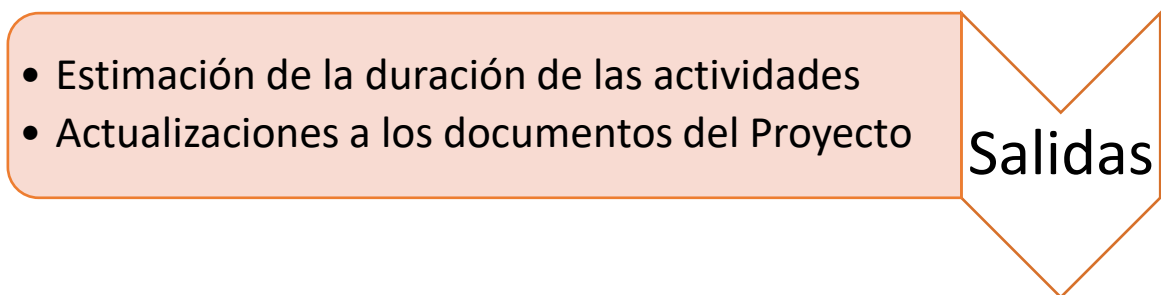 • Estimación de la duración de las actividades
• Actualizaciones a los documentos del Proyecto
Salidas